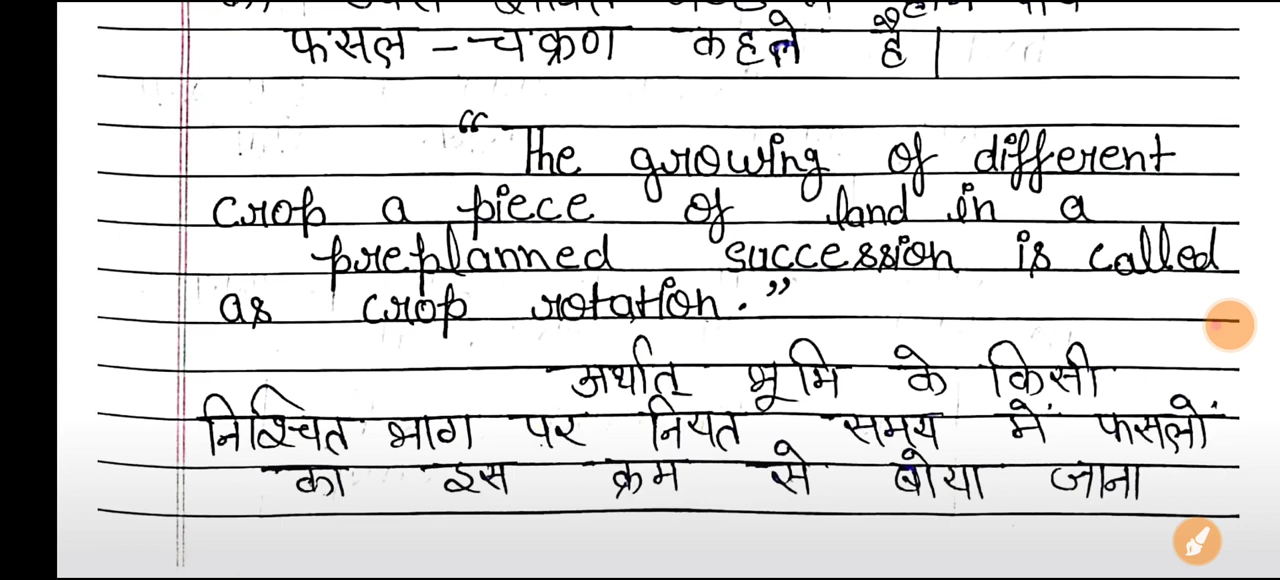 फसल - चक्रण कहते है।
“ The growing of different
crop a piece of land in a
preplanned succession is called
as crop rotation. ”
अर्थात् भूमि के किसी
निश्चित भाग पर नियत समय में फसलों
का इस क्रम से बोया जाना